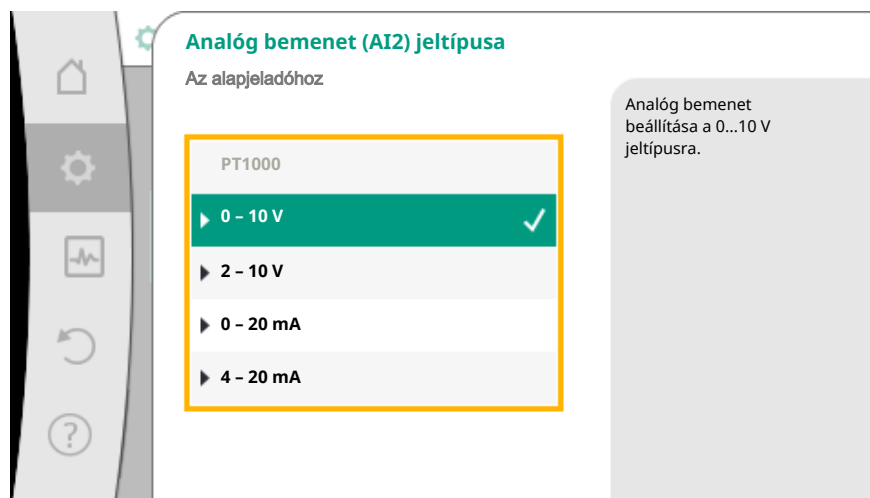 Analóg bemenet (AI2) jeltípusa
Az alapjeladóhoz
PT1000
0 – 10 V
2 – 10 V
0 – 20 mA
4 – 20 mA
Analóg bemenet
beállítása a 0...10 V
jeltípusra.
?